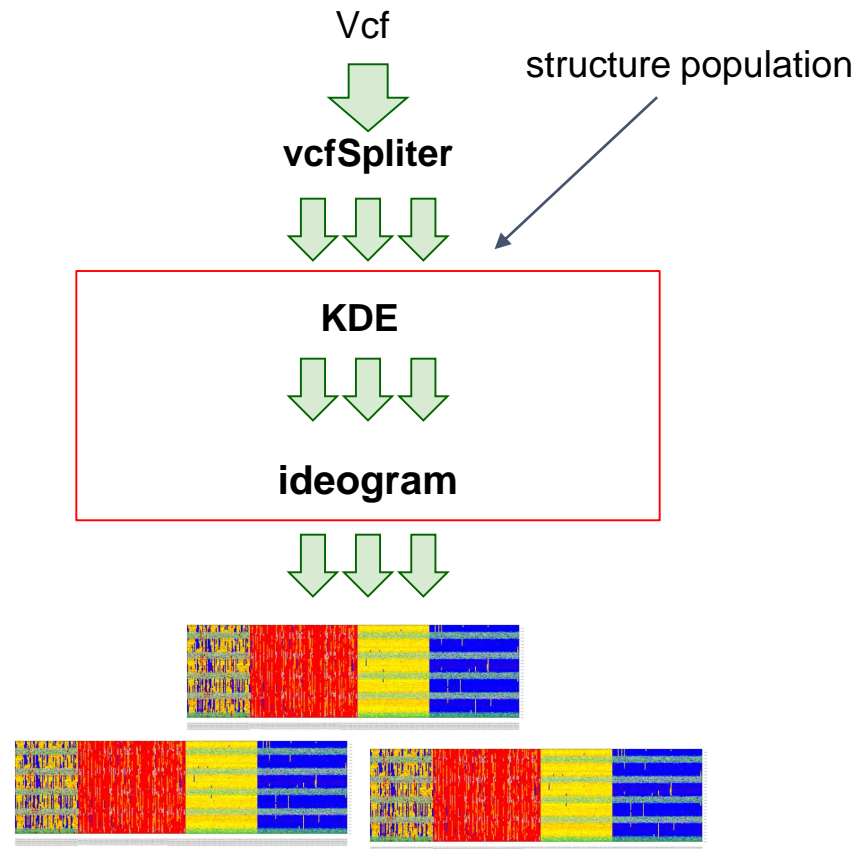 Vcf
structure population
vcfSpliter
KDE
ideogram